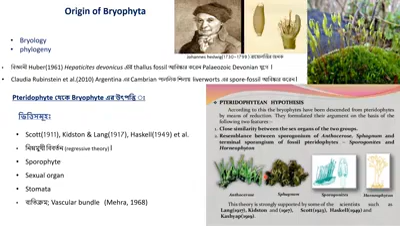 Origin of Bryophyta
• Bryology
• phylogeny
Johannes hedwig(1730-1799)
• বিজ্ঞানী Huber(1961) Hepaticites devonicus এর thallus fossil আবিষ্কার করেন Palaeozoic Devonian যুগে ।
• Claudia Rubinstein et al.(2010) Argentina এর Cambrian শিলায় liverworts এর spore-fossil আবিষ্কার করেন।
Pteridophyte থেকে Bryophyte এর উৎপত্তি ঃ
ভিত্তিসমূহঃ
• Scott(1911), Kidston & Lang(1917), Haskell(1949) et al.
• নিম্নমুখী বিবর্তন (regressive theory)।
• Sporophyte
• Sexual organ
• Stomata
• ব্যতিক্রম; Vascular bundle (Mehra, 1968)
❖ PTERIDOPHYTEAN HYPOTHESIS
According to this the bryophytes have been descended from pteridophytes
by means of reduction. They formulated their argument on the basis of the
following two features:-
1. Close similarity between the sex organs of the two groups.
2. Resemblance between sporogonium of Anthoceros, Sphagnum and
terminal sporangium of fossil pteridophytes – Sporogonites and
Horneophyton
Anthoceros
Sphagnum
Sporogonites
Horneophyton
This theory is strongly supported by some of the scientists such as
Lang(1917), Kidston and (1917), Scott(1923), Haskell(1949) and
Kashyap(1919).